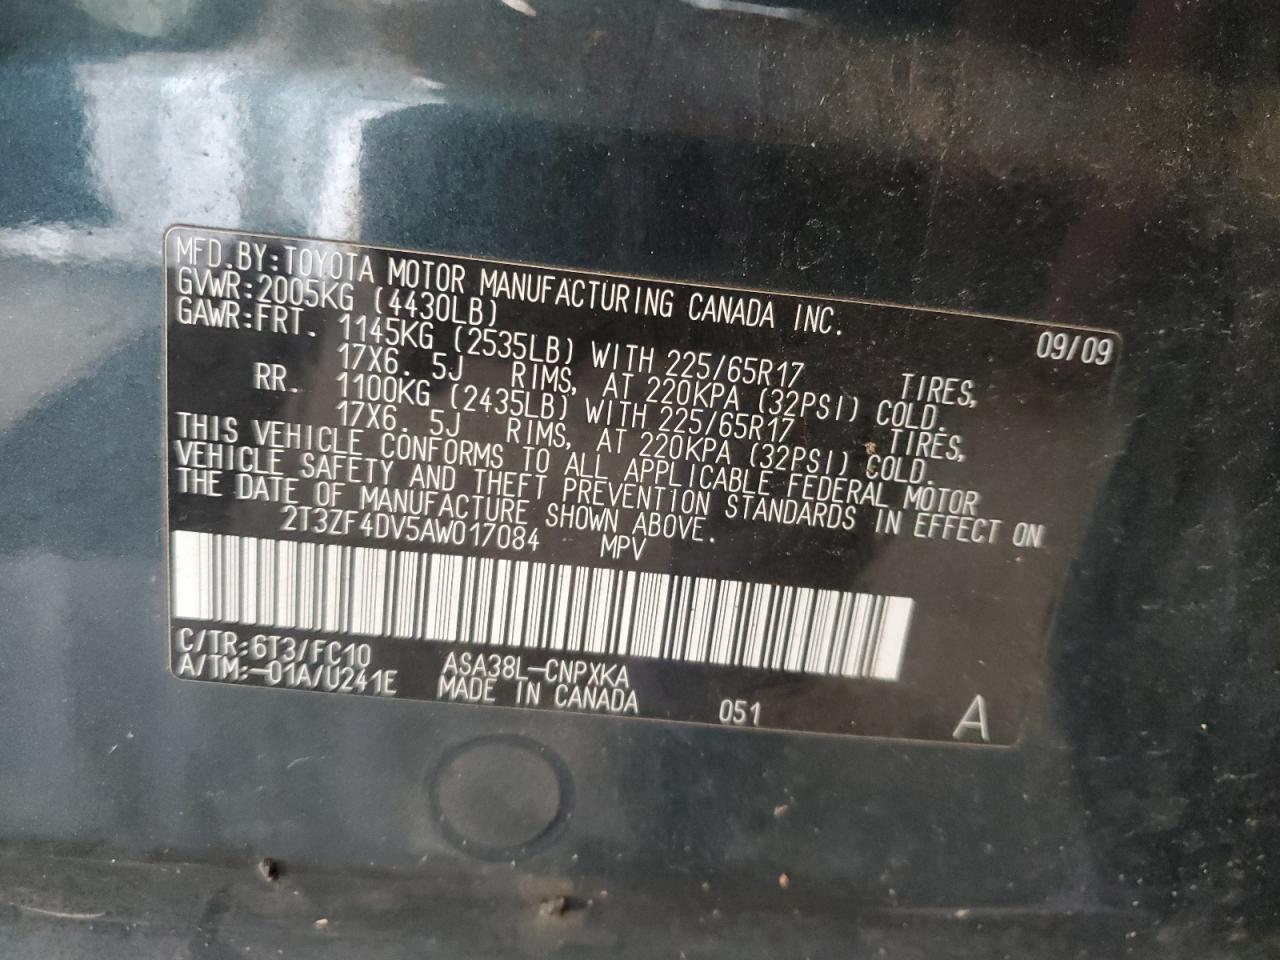 MFD.BY:TOYOTA MOTOR MANUFACTURING CANADA INC.
GVWR:2005KG (4430LB) 09/09
GAWR:FRT. 1145KG (2535LB) WITH 225/65R17 TIRES,
17X6. 5J RIMS, AT 220KPA (32PSI) COLD.
RR. 1100KG (2435LB) WITH 225/65R17 TIRES,
17X6. 5J RIMS, AT 220KPA (32PSI) COLD.
THIS VEHICLE CONFORMS TO ALL APPLICABLE FEDERAL MOTOR
VEHICLE SAFETY AND THEFT PREVENTION STANDARDS IN EFFECT ON
THE DATE OF MANUFACTURE SHOWN ABOVE.
2T3ZF4DV5AW017084 MPV
C/TR:6T3/FC10 ASA38L-CNPXKA
A/TM:-01A/U241E MADE IN CANADA 051 A